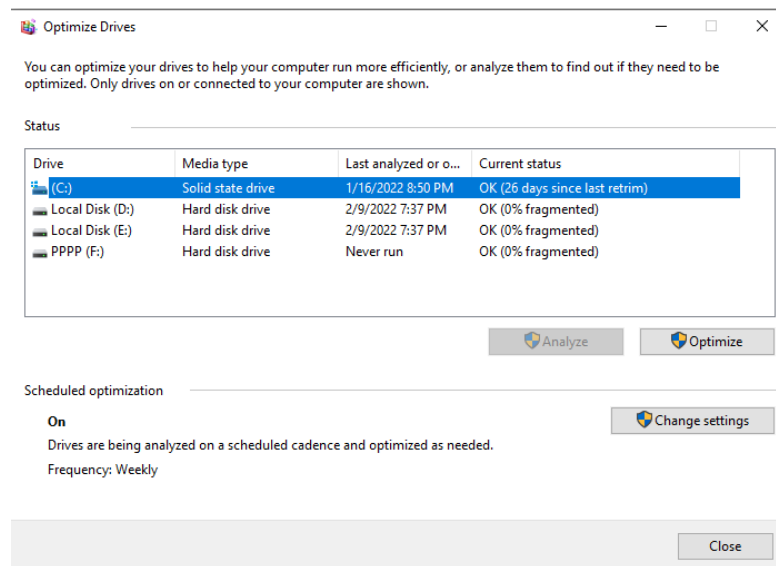 Optimize Drives
You can optimize your drives to help your computer run more efficiently, or analyze them to find out if they need to be
optimized. Only drives on or connected to your computer are shown.
Status
Drive Media type Last analyzed or o... Current status
(C:) Solid state drive 1/16/2022 8:50 PM OK (26 days since last retrim)
Local Disk (D:) Hard disk drive 2/9/2022 7:37 PM OK (0% fragmented)
Local Disk (E:) Hard disk drive 2/9/2022 7:37 PM OK (0% fragmented)
PPPP (F:) Hard disk drive Never run OK (0% fragmented)
Analyze Optimize
Scheduled optimization
On Change settings
Drives are being analyzed on a scheduled cadence and optimized as needed.
Frequency: Weekly
Close